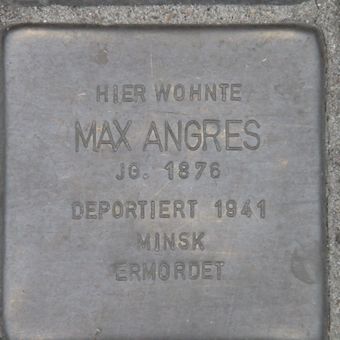 HIER WOHNTE
MAX ANGRES
JG. 1876
DEPORTIERT 1941
MINSK
ERMORDET